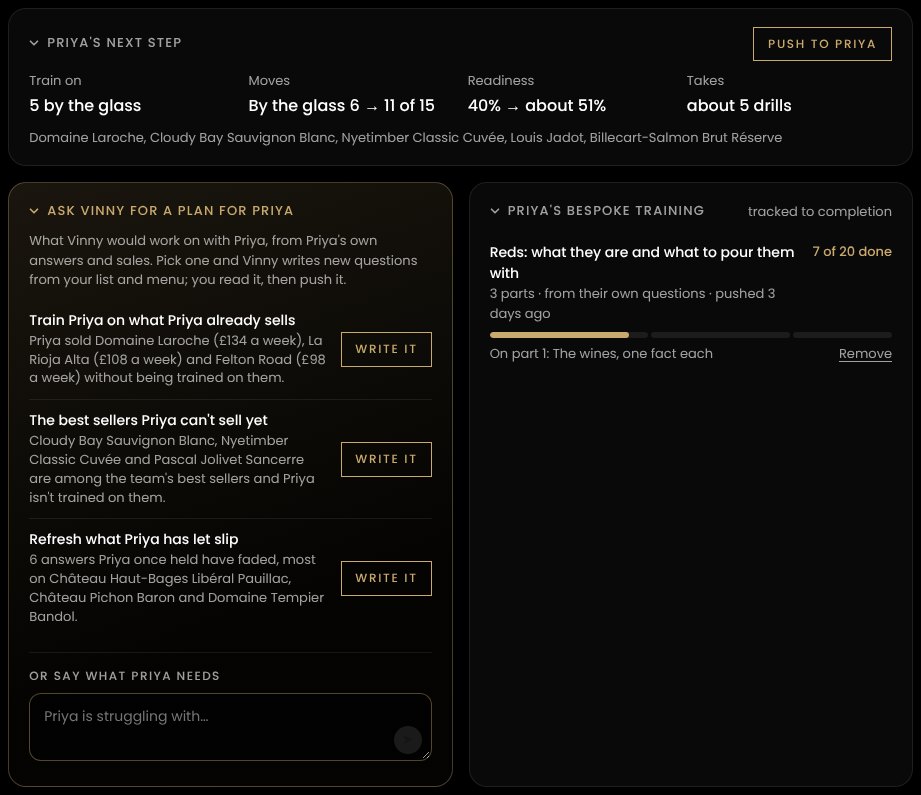 PRIYA'S NEXT STEP
PUSH TO PRIYA
Train on
5 by the glass
Moves
By the glass 6 → 11 of 15
Readiness
40% → about 51%
Takes
about 5 drills
Domaine Laroche, Cloudy Bay Sauvignon Blanc, Nyetimber Classic Cuvée, Louis Jadot, Billecart-Salmon Brut Réserve
ASK VINNY FOR A PLAN FOR PRIYA
What Vinny would work on with Priya, from Priya's own
answers and sales. Pick one and Vinny writes new questions
from your list and menu; you read it, then push it.
Train Priya on what Priya already sells
Priya sold Domaine Laroche (£134 a week), La
Rioja Alta (£108 a week) and Felton Road (£98
a week) without being trained on them.
WRITE IT
The best sellers Priya can't sell yet
Cloudy Bay Sauvignon Blanc, Nyetimber
Classic Cuvée and Pascal Jolivet Sancerre
are among the team's best sellers and Priya
isn't trained on them.
WRITE IT
Refresh what Priya has let slip
6 answers Priya once held have faded, most
on Château Haut-Bages Libéral Pauillac,
Château Pichon Baron and Domaine Tempier
Bandol.
WRITE IT
OR SAY WHAT PRIYA NEEDS
Priya is struggling with...
PRIYA'S BESPOKE TRAINING
tracked to completion
Reds: what they are and what to pour them
with
7 of 20 done
3 parts · from their own questions · pushed 3
days ago
On part 1: The wines, one fact each
Remove